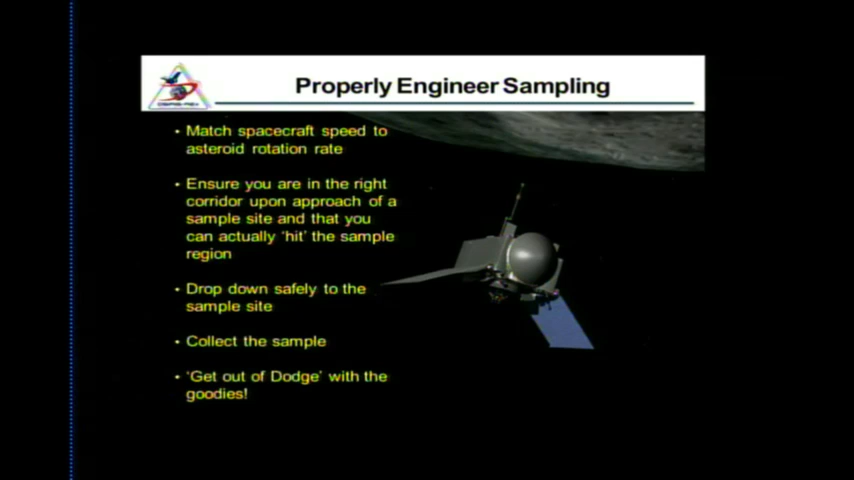 Properly Engineer Sampling
• Match spacecraft speed to
asteroid rotation rate
• Ensure you are in the right
corridor upon approach of a
sample site and that you
can actually ‘hit’ the sample
region
• Drop down safely to the
sample site
• Collect the sample
• ‘Get out of Dodge’ with the
goodies!